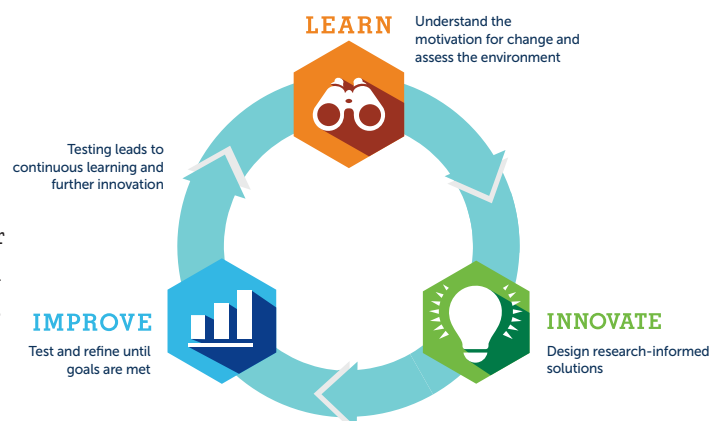 LEARN
Understand the
motivation for change and
assess the environment
Testing leads to
continuous learning and
further innovation
r
IMPROVE
Test and refine until
goals are met
INNOVATE
Design research-informed
solutions